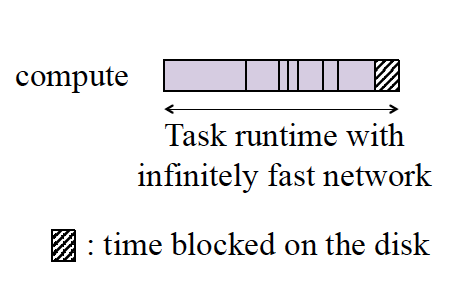 compute
Task runtime with
infinitely fast network
: time blocked on the disk